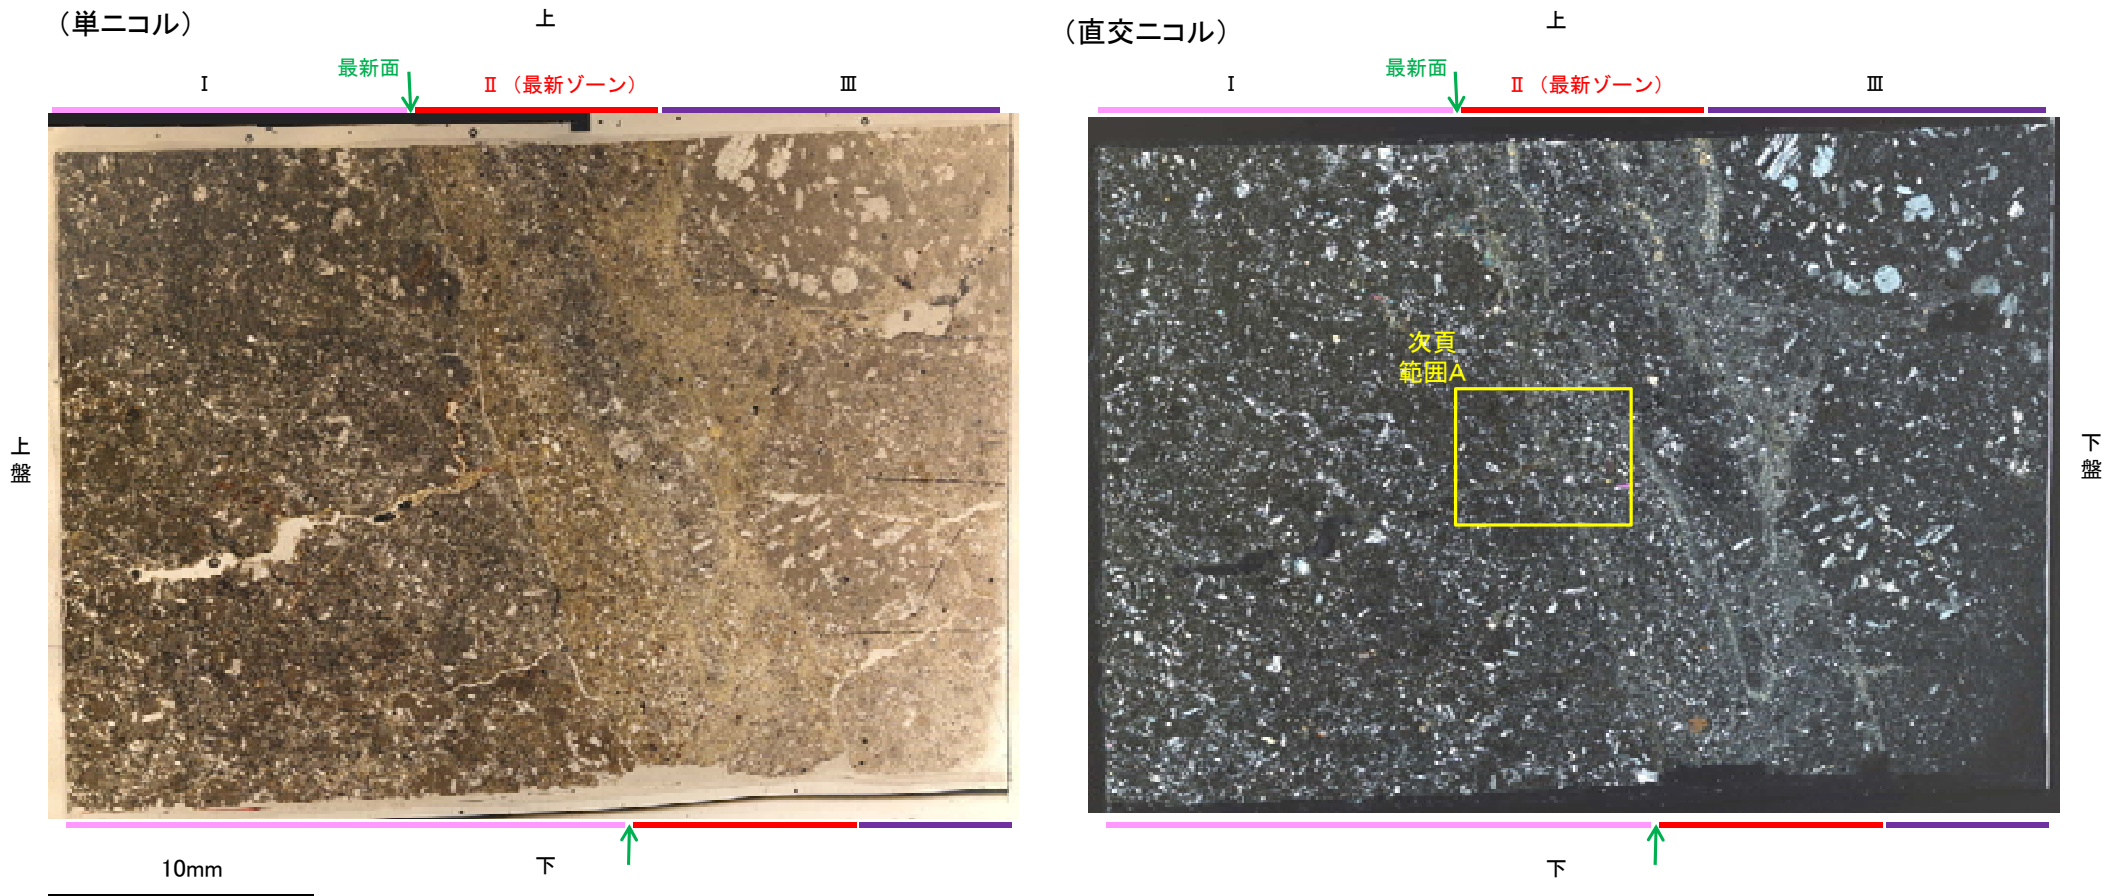 （単ニコル）
上
最新面
Ⅰ
Ⅱ（最新ゾーン）
Ⅲ
上盤
10mm
下
（直交ニコル）
上
最新面
Ⅰ
Ⅱ（最新ゾーン）
Ⅲ
次頁
範囲A
下盤
下